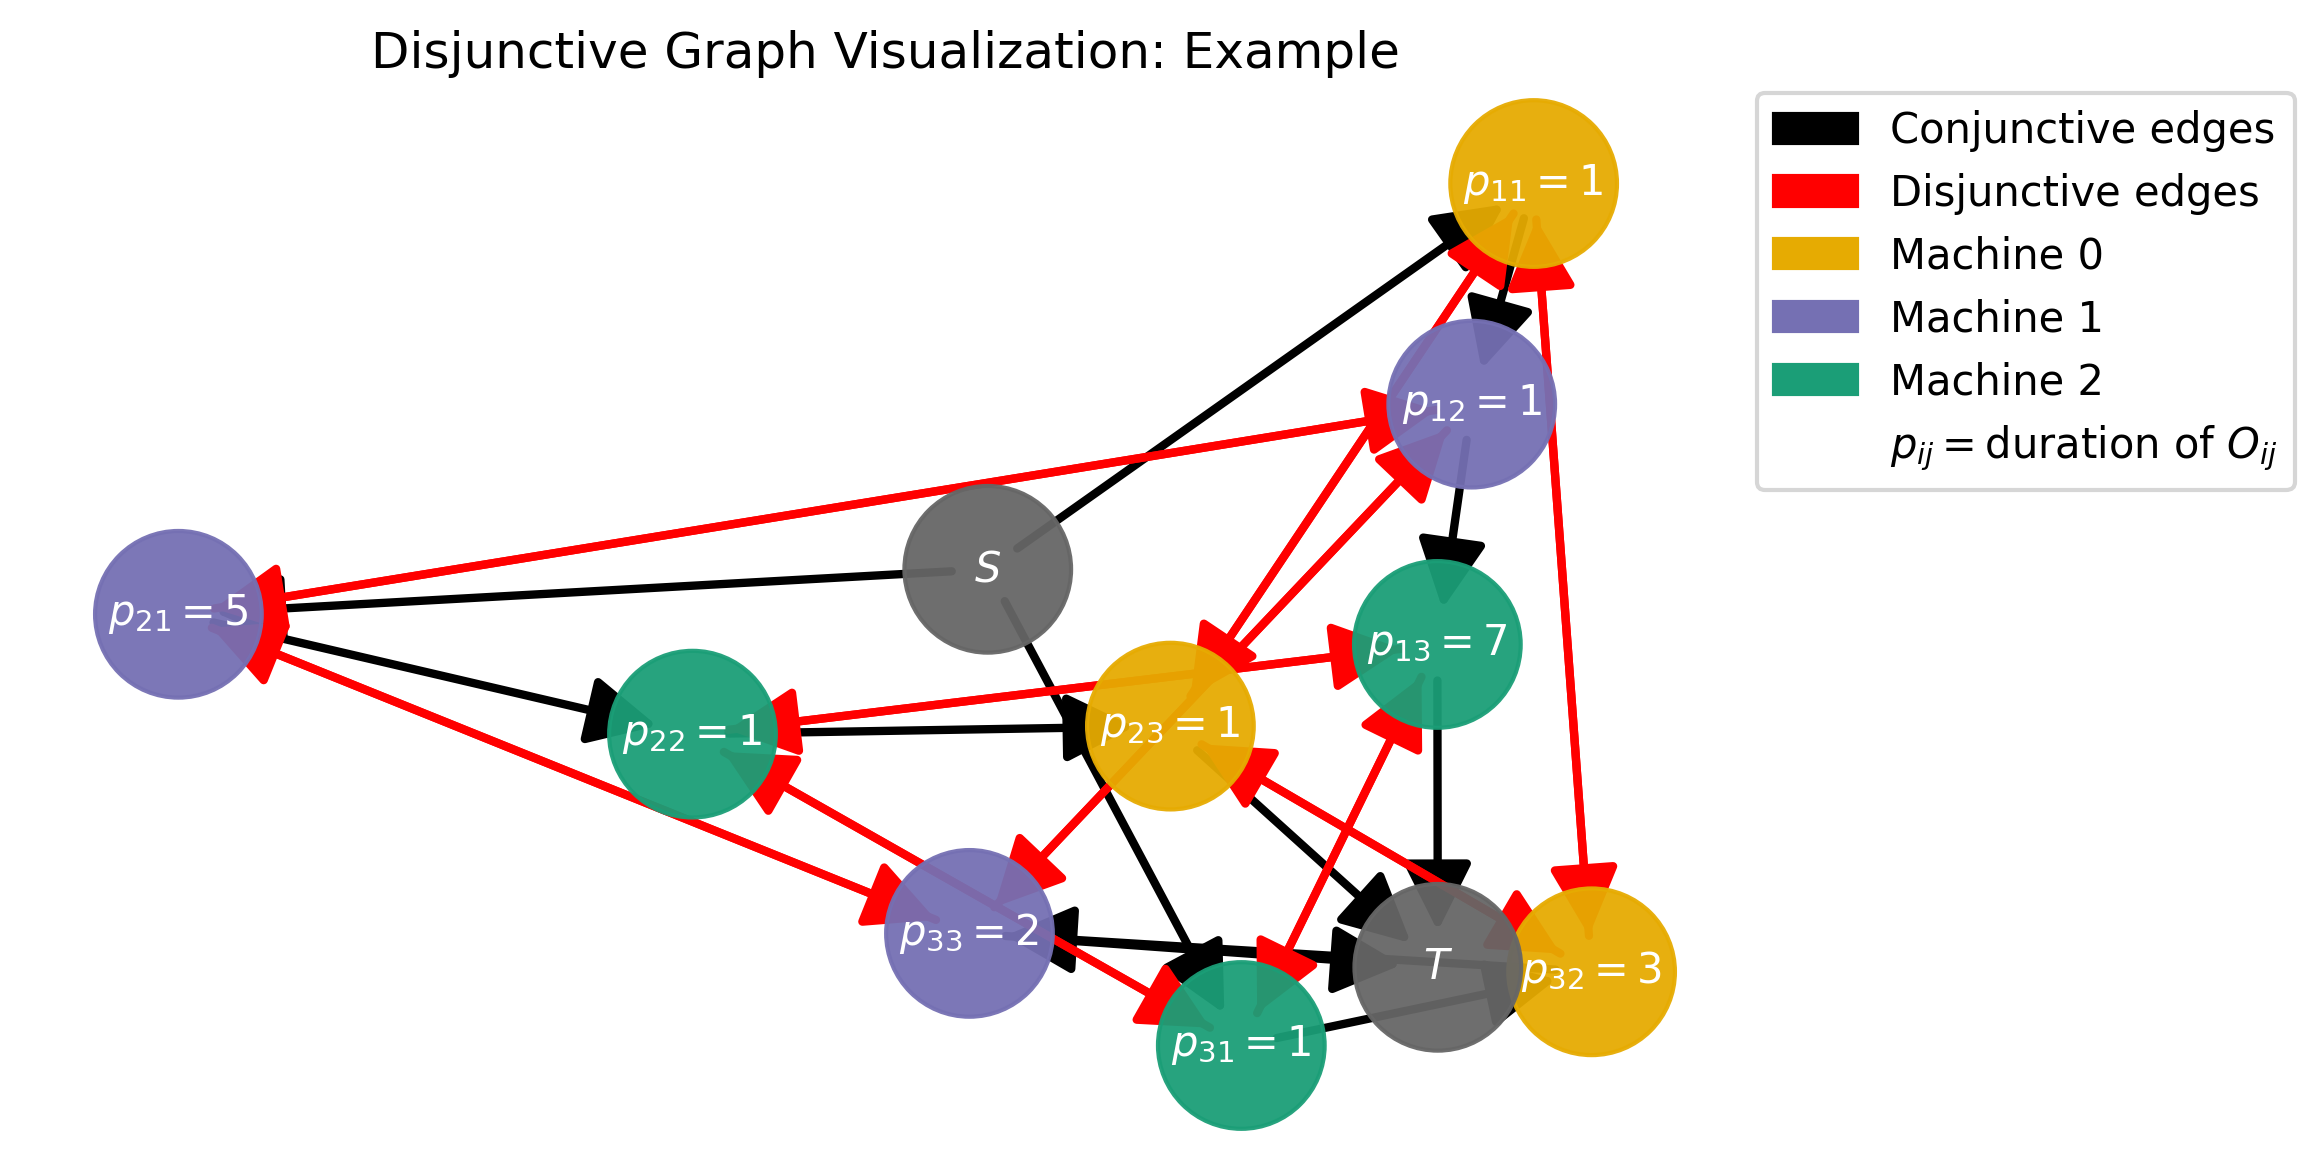 Disjunctive Graph Visualization: Example
Conjunctive edges
Disjunctive edges
Machine 0
Machine 1
Machine 2
p_{ij} = duration of O_{ij}
p_{11} = 1
p_{12} = 1
S
p_{21} = 5
p_{13} = 7
p_{22} = 1
p_{23} = 1
p_{33} = 2
T
p_{32} = 3
p_{31} = 1